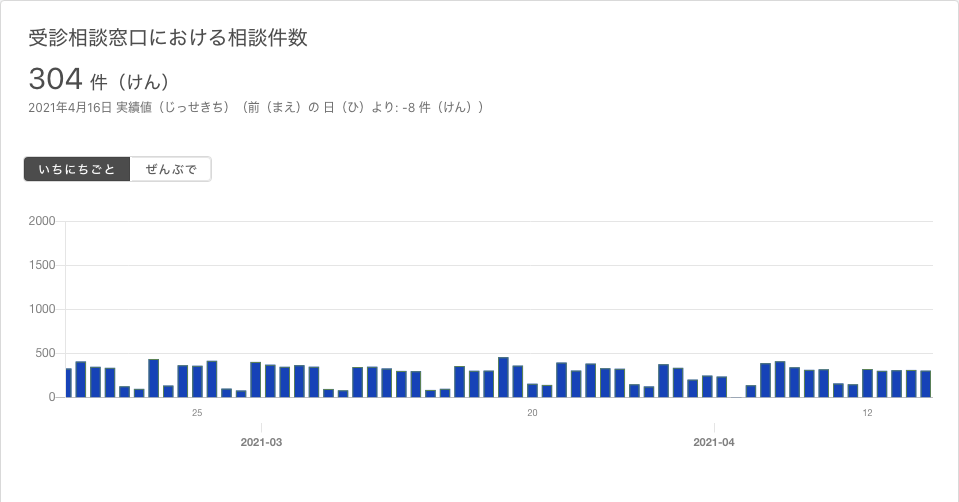 受診相談窓口における相談件数
304 件（けん）
2021年4月16日 実績値（じっせきち）（前（まえ）の 日（ひ）より: -8 件（けん））
いちにちごと ぜんぶで
2000
1500
1000
500
0
25 20 12
2021-03 2021-04